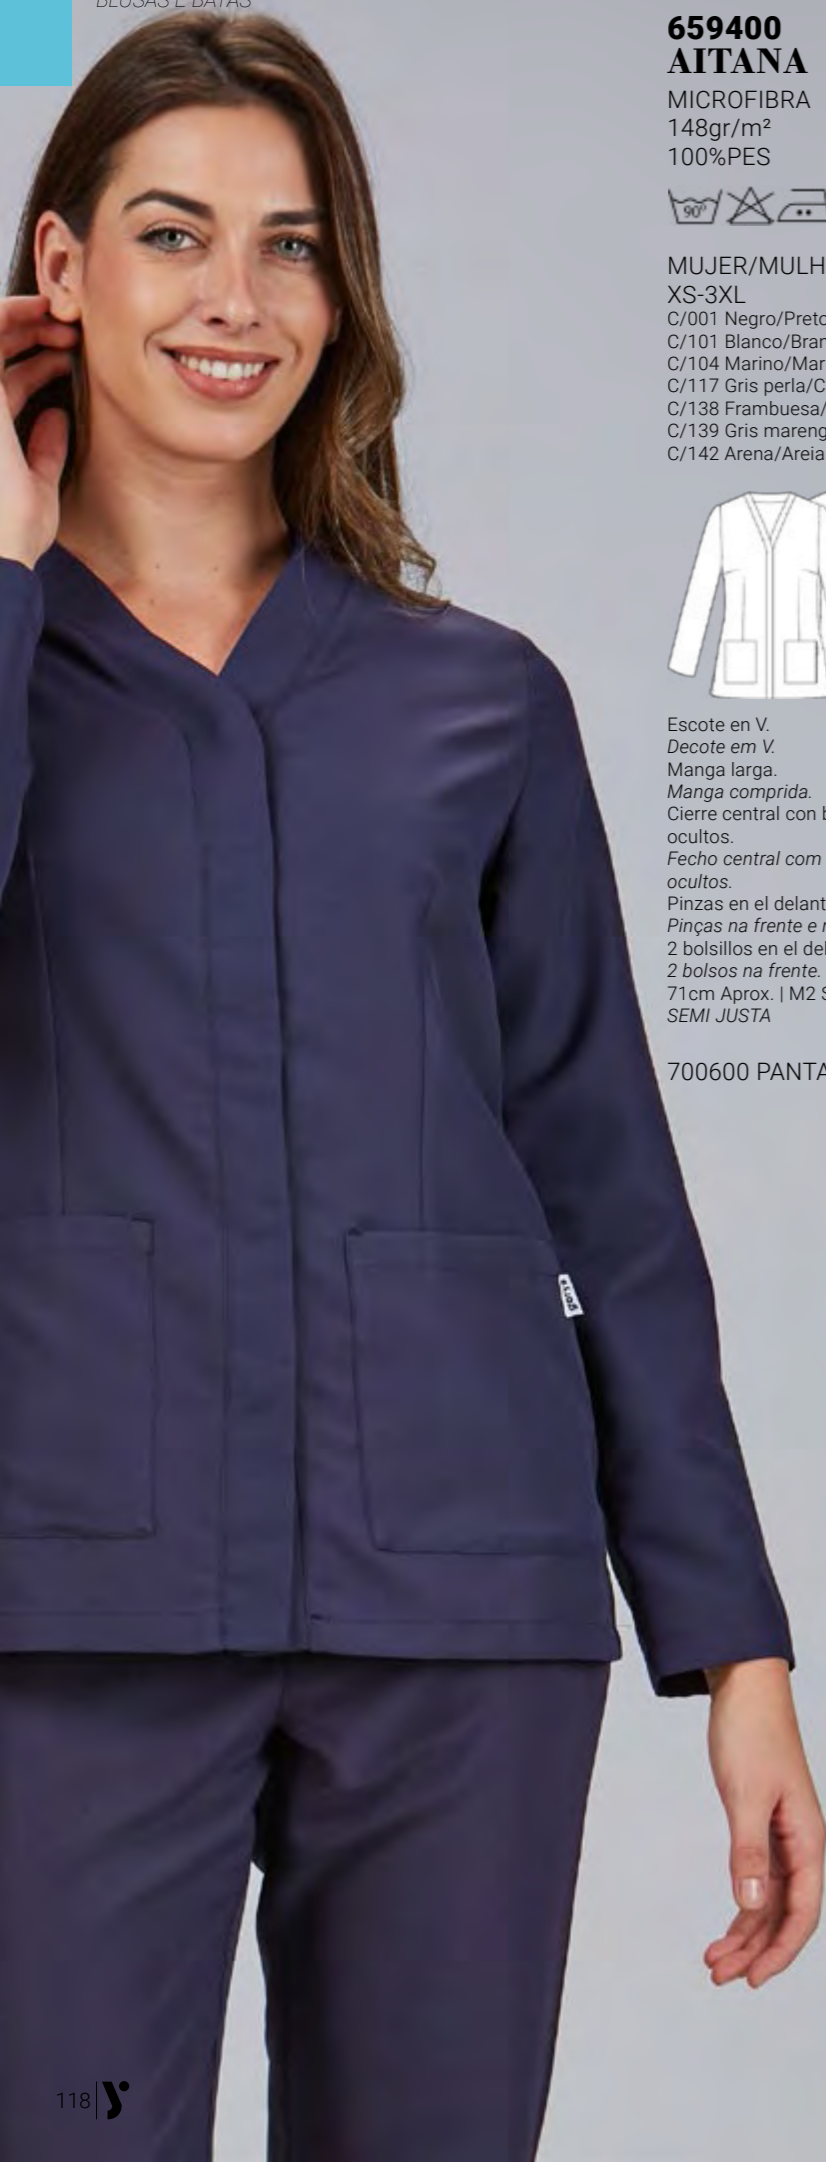 BLUSAS E BATAS
659400
AITANA
MICROFIBRA
148gr/m²
100%PES
90°
MUJER/MULH
XS-3XL
C/001 Negro/Preto
C/101 Blanco/Bran
C/104 Marino/Mar
C/117 Gris perla/C
C/138 Frambuesa/
C/139 Gris mareng
C/142 Arena/Areia
Escote en V.
Decote em V.
Manga larga.
Manga comprida.
Cierre central con b
ocultos.
Fecho central com
ocultos.
Pinzas en el delant
Pinças na frente e n
2 bolsillos en el del
2 bolsos na frente.
71cm Aprox. | M2 S
SEMI JUSTA
700600 PANTA
garys
118